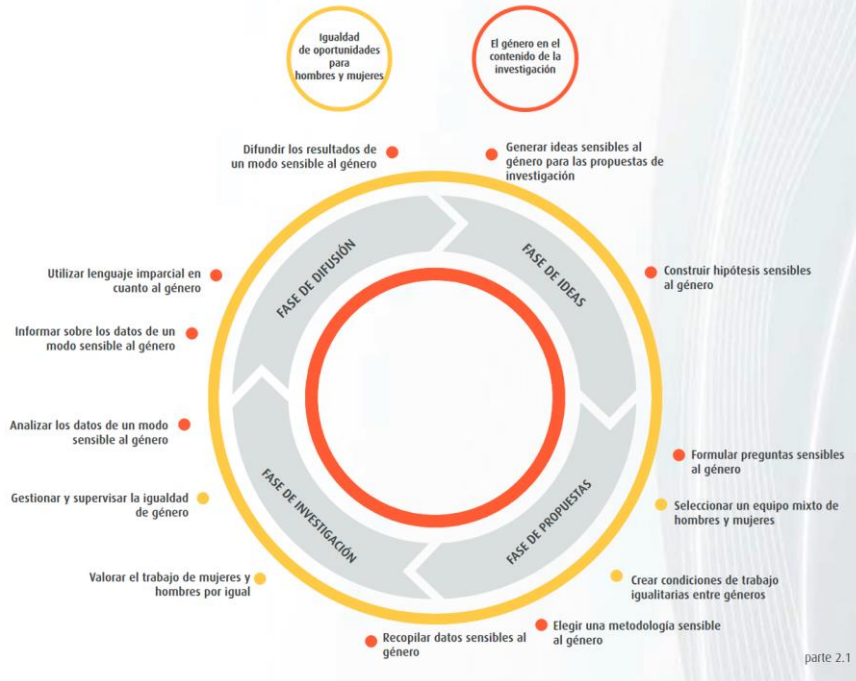 Igualdad
de oportunidades
para
hombres y mujeres
El género en el
contenido de la
investigación
Difundir los resultados de
un modo sensible al género
Generar ideas sensibles al
género para las propuestas de
investigación
Utilizar lenguaje imparcial en
cuanto al género
FASE DE DIFUSIÓN
FASE DE IDEAS
Construir hipótesis sensibles
al género
Informar sobre los datos de un
modo sensible al género
Analizar los datos de un modo
sensible al género
Formular preguntas sensibles
al género
Gestionar y supervisar la igualdad
de género
FASE DE INVESTIGACIÓN
FASE DE PROPUESTAS
Seleccionar un equipo mixto de
hombres y mujeres
Valorar el trabajo de mujeres y
hombres por igual
Crear condiciones de trabajo
igualitarias entre géneros
Recopilar datos sensibles al
género
Elegir una metodología sensible
al género
parte 2.1